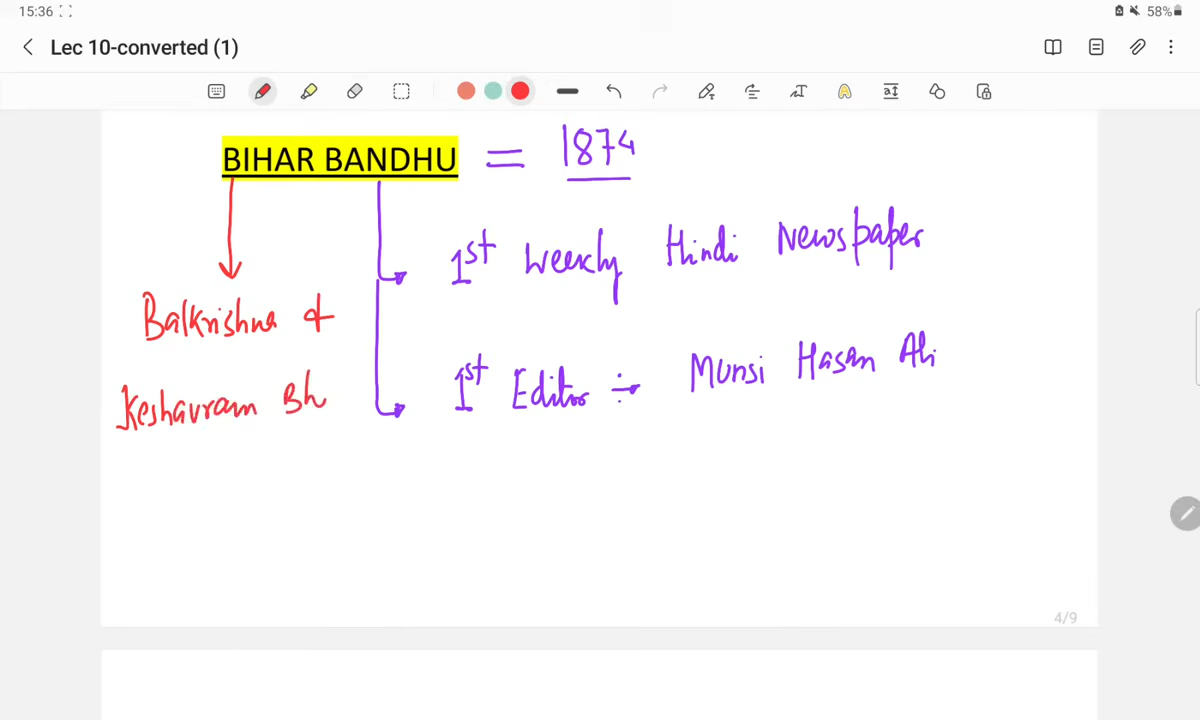 15:36
58%
Lec 10-converted (1)
BIHAR BANDHU = 1874
1st Weekly Hindi Newspaper
Balkrishna &
1st Editor ÷ Munsi Hasan Ali
Keshavram Bh
4/9